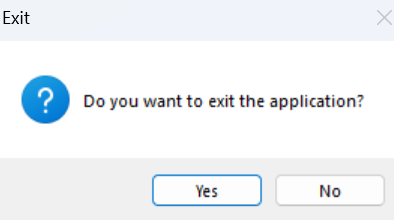 Exit
Do you want to exit the application?
Yes
No